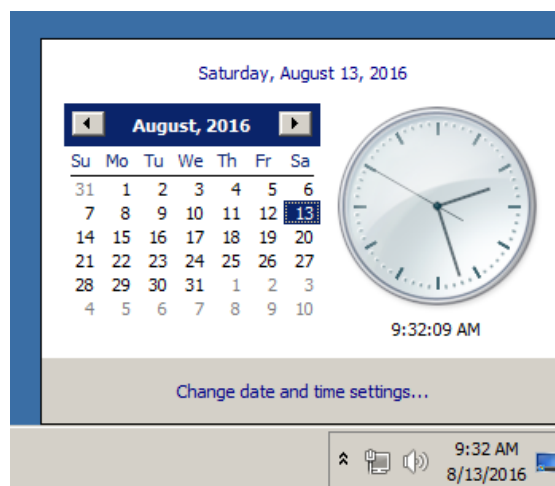 Saturday, August 13, 2016
August, 2016
Su Mo Tu We Th Fr Sa
31 1 2 3 4 5 6
7 8 9 10 11 12 13
14 15 16 17 18 19 20
21 22 23 24 25 26 27
28 29 30 31 1 2 3
4 5 6 7 8 9 10
9:32:09 AM
Change date and time settings...
9:32 AM
8/13/2016